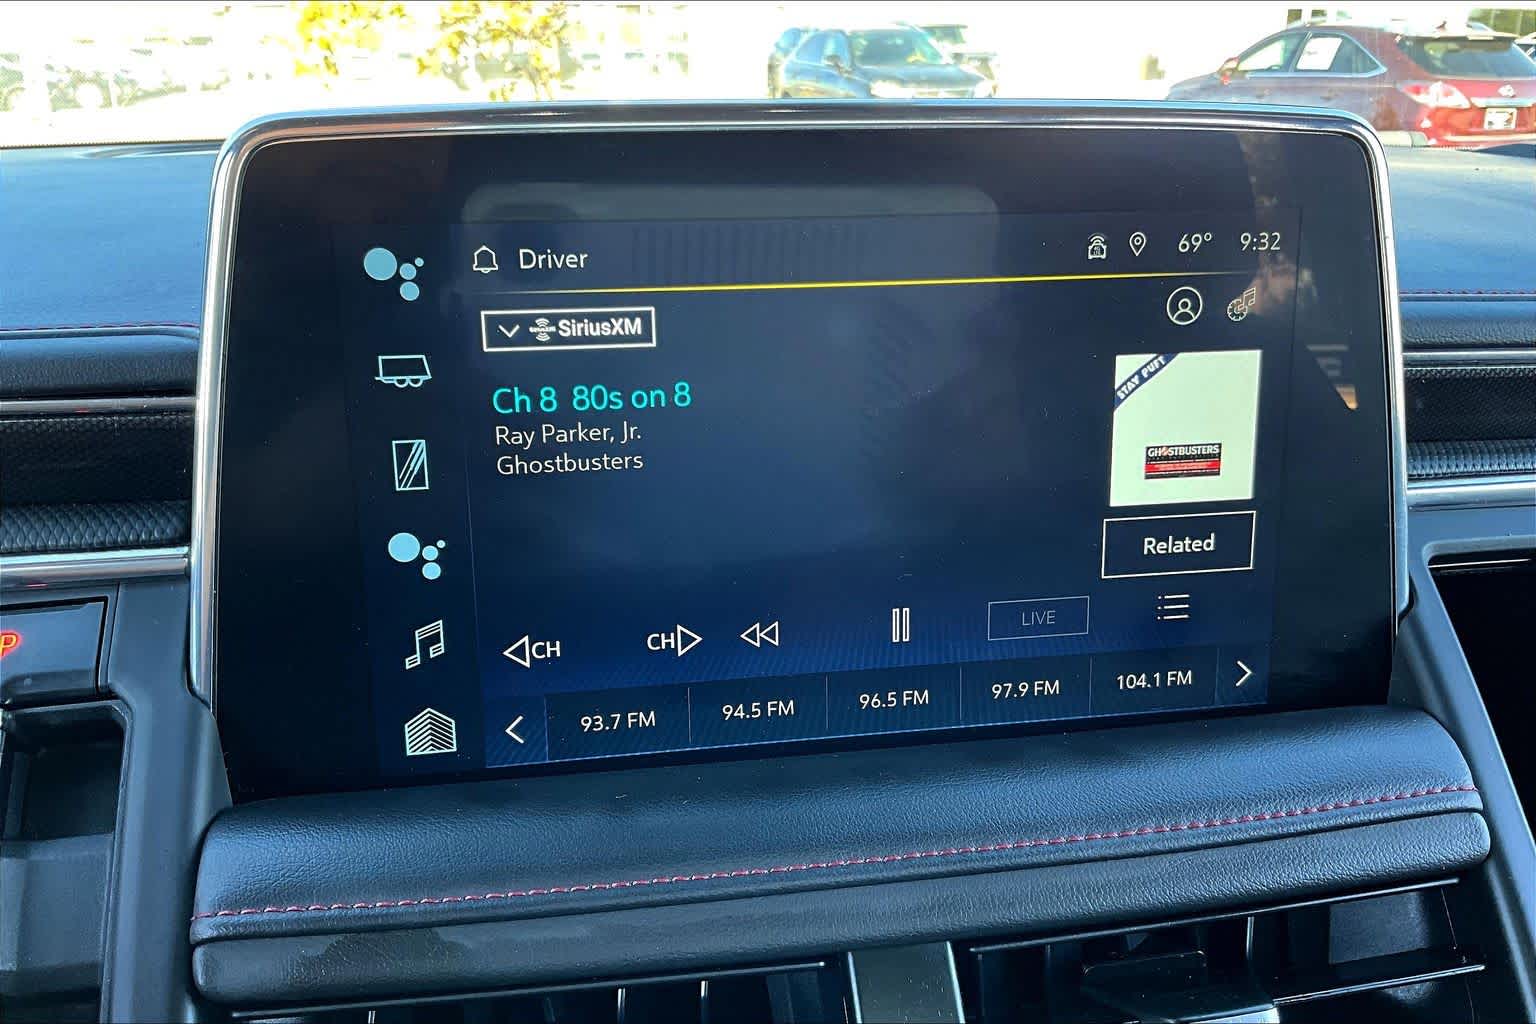 Driver
69° 9:32
SiriusXM
Ch 8 80s on 8
Ray Parker, Jr.
Ghostbusters
STAY PUFT
GHOSTBUSTERS
Related
CH
CH
LIVE
93.7 FM 94.5 FM 96.5 FM 97.9 FM 104.1 FM
P